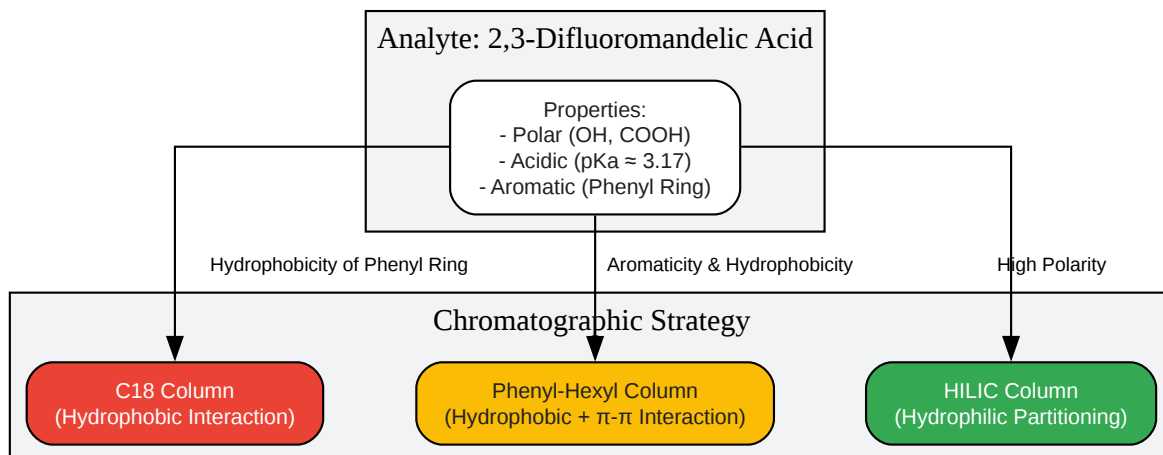 Analyte: 2,3-Difluoromandelic Acid
Properties:
- Polar (OH, COOH)
- Acidic (pKa ≈ 3.17)
- Aromatic (Phenyl Ring)
Hydrophobicity of Phenyl Ring
Aromaticity & Hydrophobicity
High Polarity
Chromatographic Strategy
C18 Column
(Hydrophobic Interaction)
Phenyl-Hexyl Column
(Hydrophobic + π-π Interaction)
HILIC Column
(Hydrophilic Partitioning)